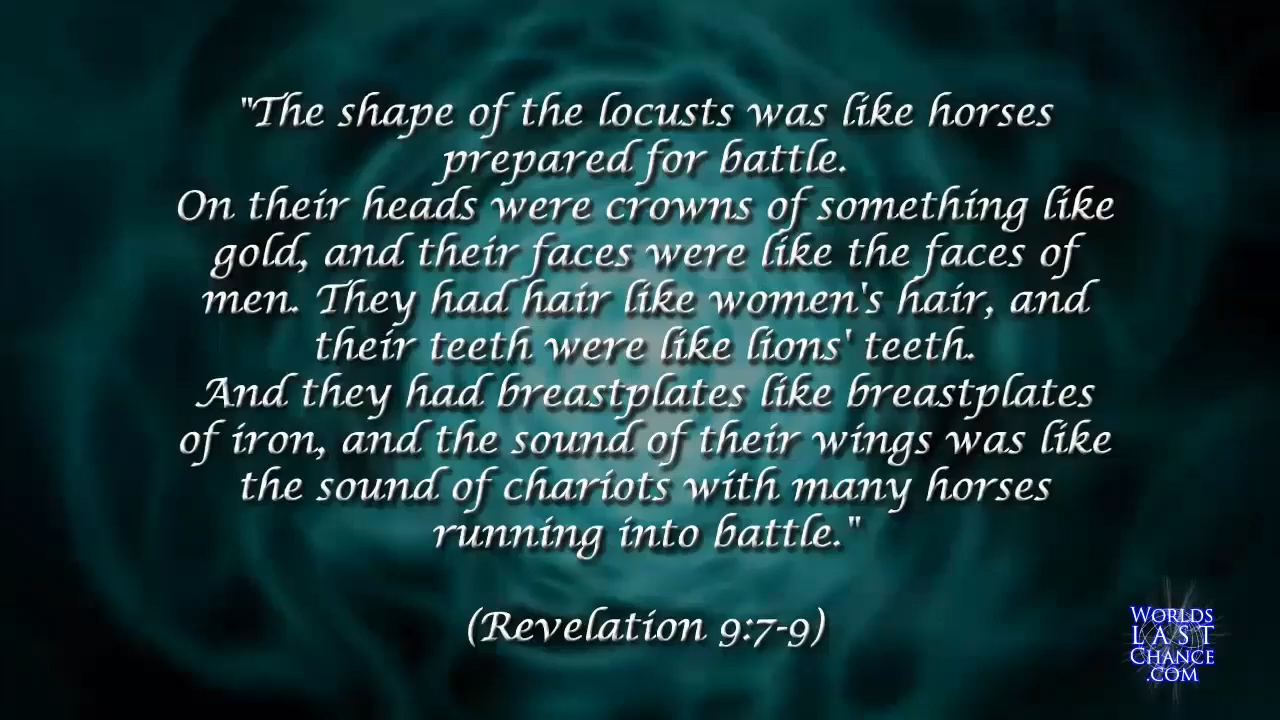 "The shape of the locusts was like horses
prepared for battle.
On their heads were crowns of something like
gold, and their faces were like the faces of
men. They had hair like women's hair, and
their teeth were like lions' teeth.
And they had breastplates like breastplates
of iron, and the sound of their wings was like
the sound of chariots with many horses
running into battle."
(Revelation 9:7-9)
WORLDS
LAST
CHANCE
.COM